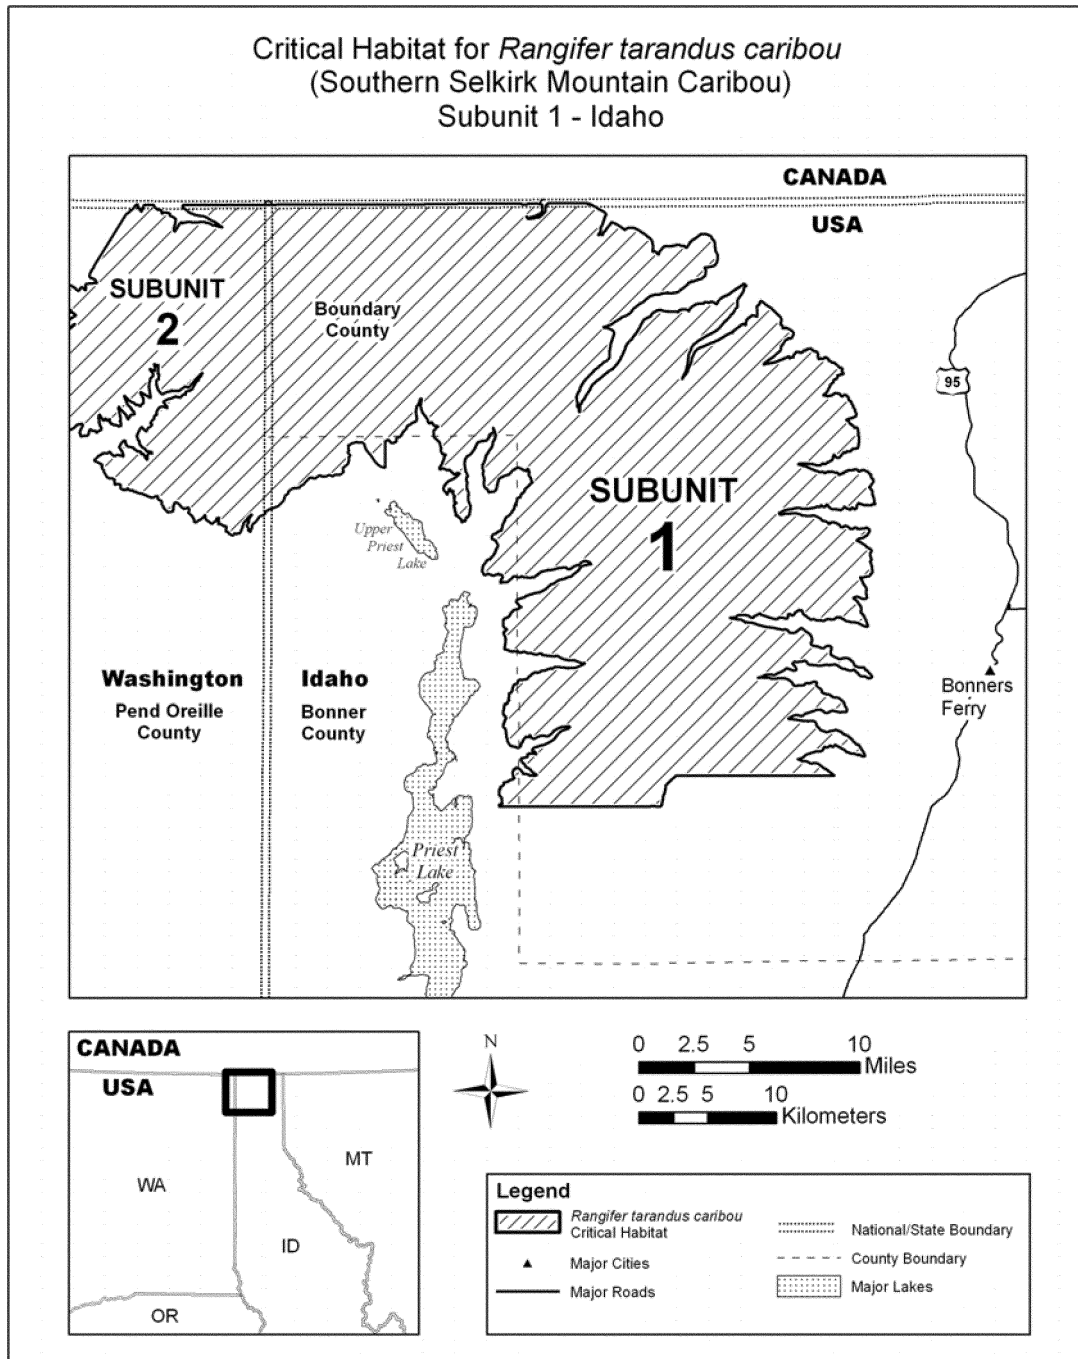 Critical Habitat for Rangifer tarandus caribou
(Southern Selkirk Mountain Caribou)
Subunit 1 - Idaho
CANADA
USA
SUBUNIT
2
Boundary
County
95
SUBUNIT
1
Upper
Priest
Lake
Washington
Pend Oreille
County
Idaho
Bonner
County
Bonners
Ferry
Priest
Lake
CANADA
USA
WA
MT
ID
OR
N
0 2.5 5 10
Miles
0 2.5 5 10
Kilometers
Legend
Rangifer tarandus caribou
Critical Habitat
Major Cities
Major Roads
National/State Boundary
County Boundary
Major Lakes